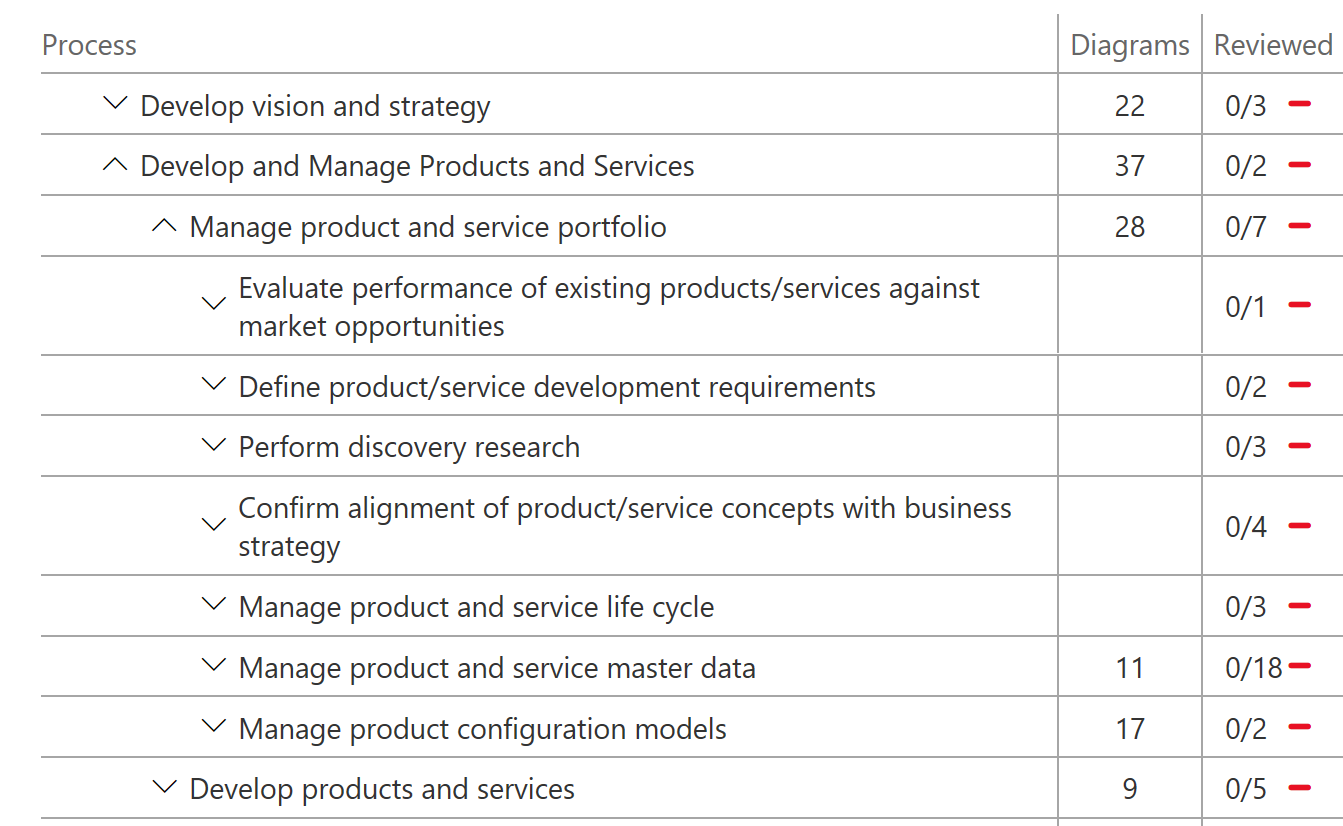 Process Diagrams Reviewed
Develop vision and strategy 22 0/3
Develop and Manage Products and Services 37 0/2
Manage product and service portfolio 28 0/7
Evaluate performance of existing products/services against
market opportunities 0/1
Define product/service development requirements 0/2
Perform discovery research 0/3
Confirm alignment of product/service concepts with business
strategy 0/4
Manage product and service life cycle 0/3
Manage product and service master data 11 0/18
Manage product configuration models 17 0/2
Develop products and services 9 0/5